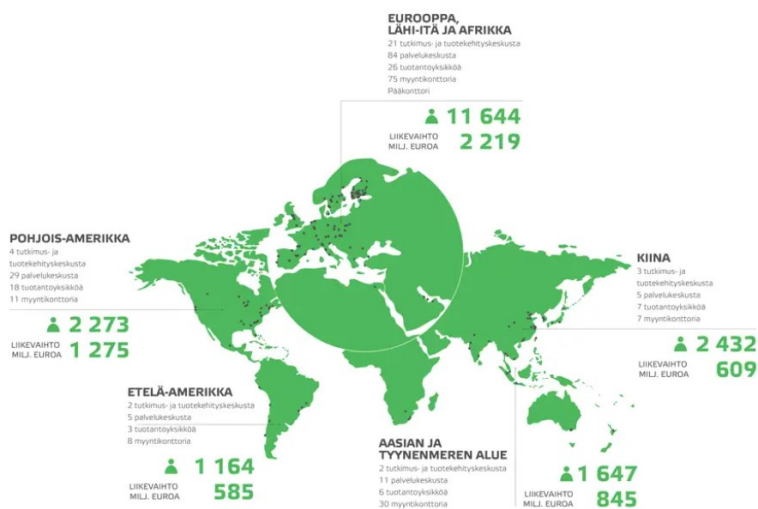 EUROOPPA,
LÄHI-ITÄ JA AFRIKKA
21 tutkimus- ja tuotekehityskeskusta
84 palvelukeskusta
26 tuotantoyksikköä
75 myyntikonttoria
Pääkonttori
11 644
LIIKEVAIHTO
MILJ. EUROA 2 219
POHJOIS-AMERIKKA
4 tutkimus- ja
tuotekehityskeskusta
29 palvelukeskusta
18 tuotantoyksikköä
11 myyntikonttoria
2 273
LIIKEVAIHTO
MILJ. EUROA 1 275
KIINA
3 tutkimus- ja
tuotekehityskeskusta
5 palvelukeskusta
7 tuotantoyksikköä
7 myyntikonttoria
2 432
LIIKEVAIHTO
MILJ. EUROA 609
ETELÄ-AMERIKKA
2 tutkimus- ja tuotekehityskeskusta
5 palvelukeskusta
3 tuotantoyksikköä
8 myyntikonttoria
1 164
LIIKEVAIHTO
MILJ. EUROA 585
AASIAN JA
TYYNENMEREN ALUE
2 tutkimus- ja tuotekehityskeskusta
11 palvelukeskusta
6 tuotantoyksikköä
30 myyntikonttoria
1 647
LIIKEVAIHTO
MILJ. EUROA 845